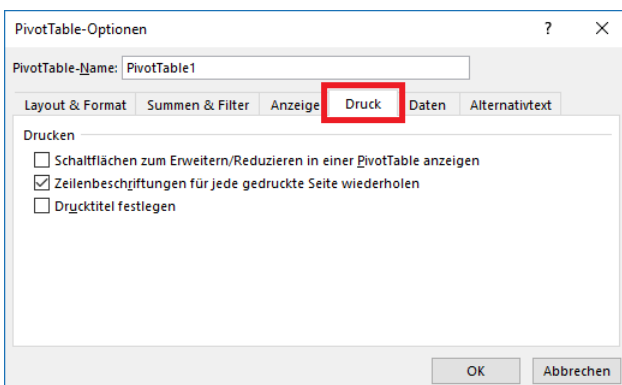 PivotTable-Optionen ? ×
PivotTable-Name: PivotTable1
Layout & Format Summen & Filter Anzeige Druck Daten Alternativtext
Drucken
Schaltflächen zum Erweitern/Reduzieren in einer PivotTable anzeigen
Zeilenbeschriftungen für jede gedruckte Seite wiederholen
Drucktitel festlegen
OK Abbrechen